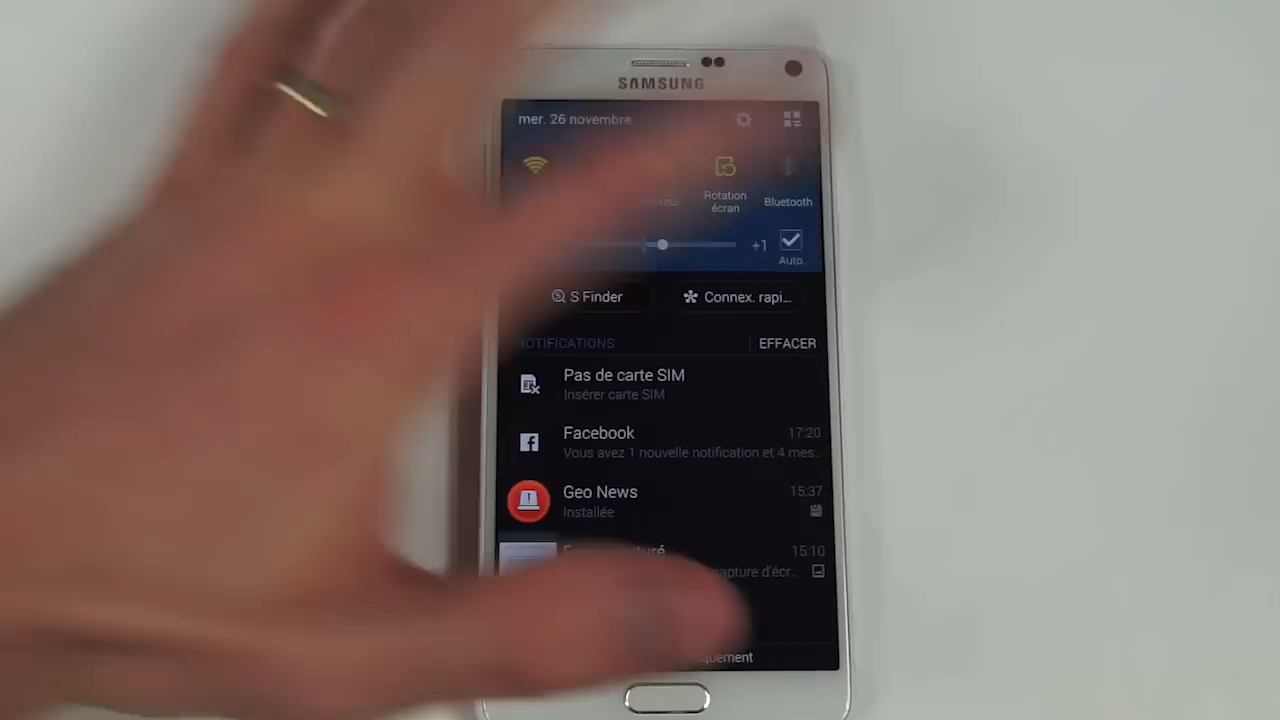 SAMSUNG
mer. 26 novembre
Rotation
écran
Bluetooth
+1
Auto.
S Finder
Connex. rapi...
NOTIFICATIONS
EFFACER
Pas de carte SIM
Insérer carte SIM
Facebook
17:20
Vous avez 1 nouvelle notification et 4 mes..
Geo News
15:37
Installée
15:10
d'écr...